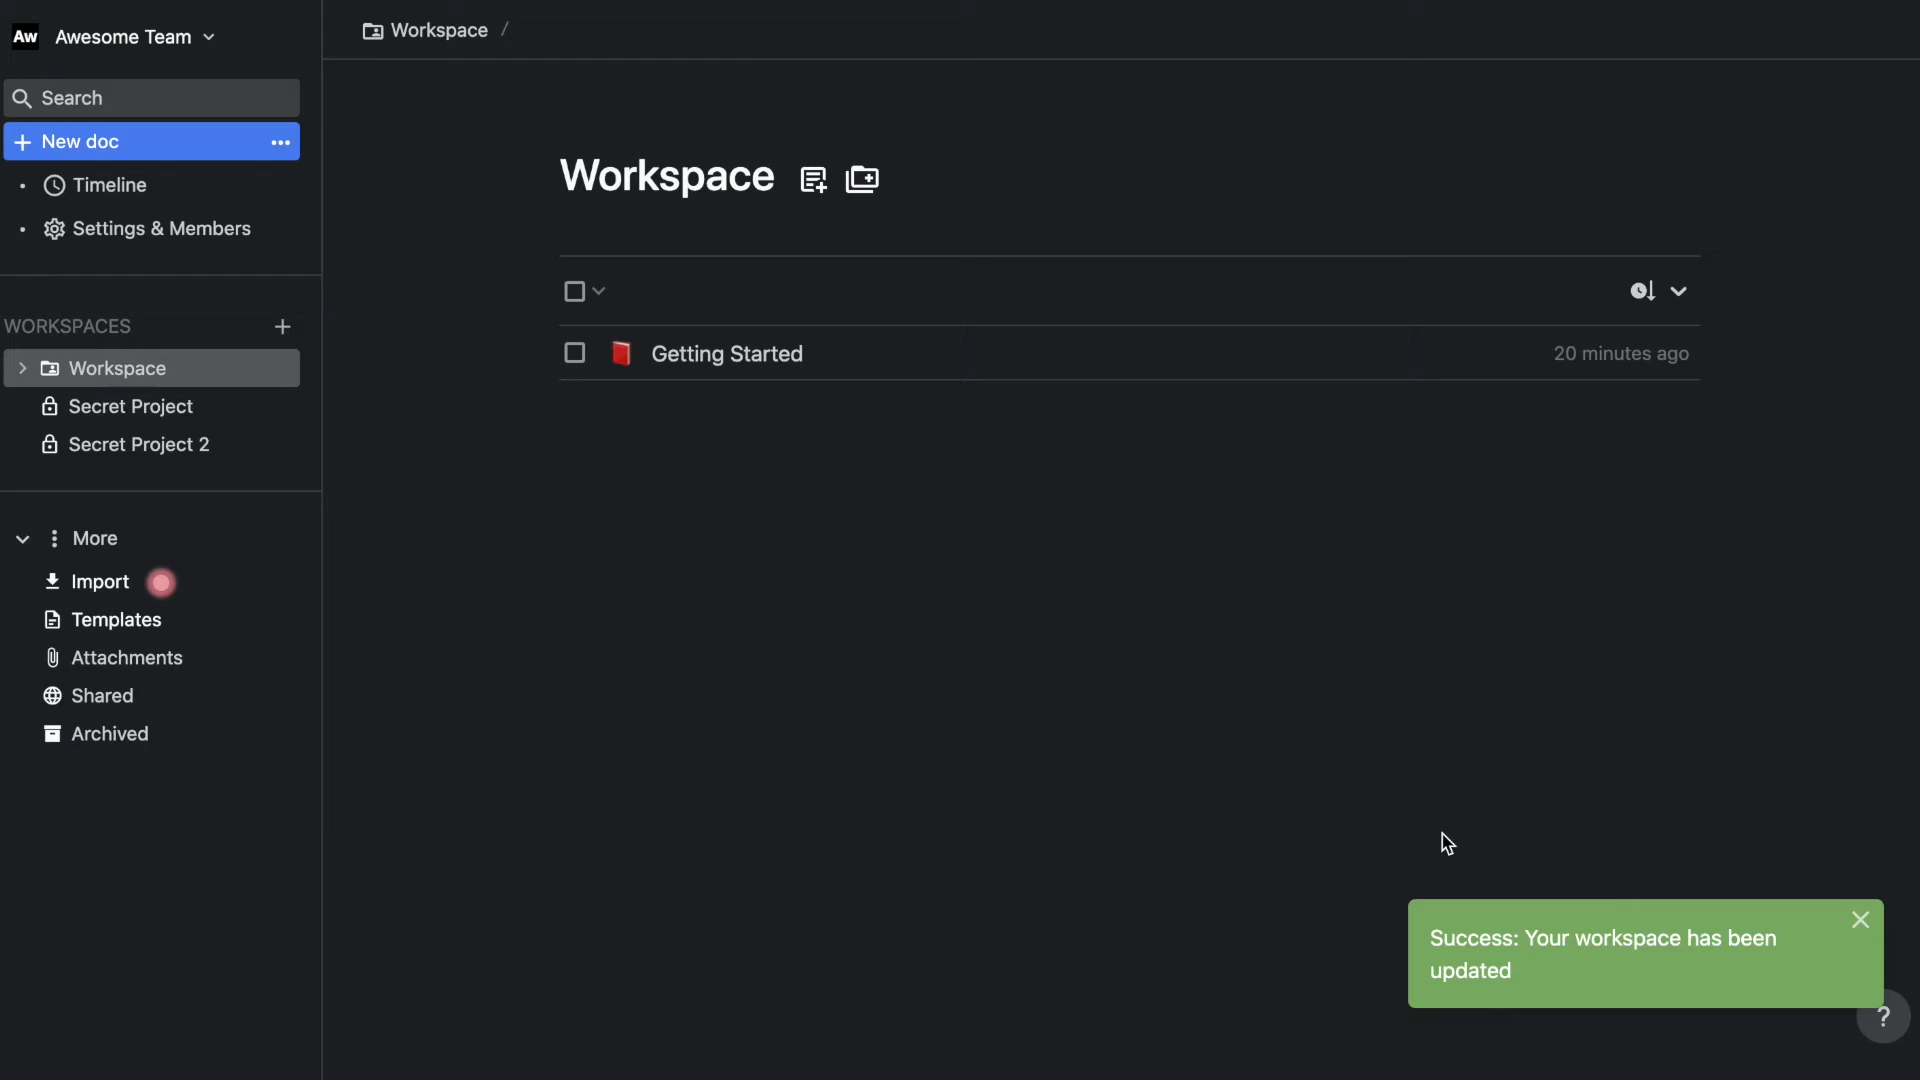 Aw Awesome Team
Search
New doc
Timeline
Settings & Members
WORKSPACES
Workspace
Secret Project
Secret Project 2
More
Import
Templates
Attachments
Shared
Archived
Workspace /
Workspace
Getting Started 20 minutes ago
Success: Your workspace has been
updated
?